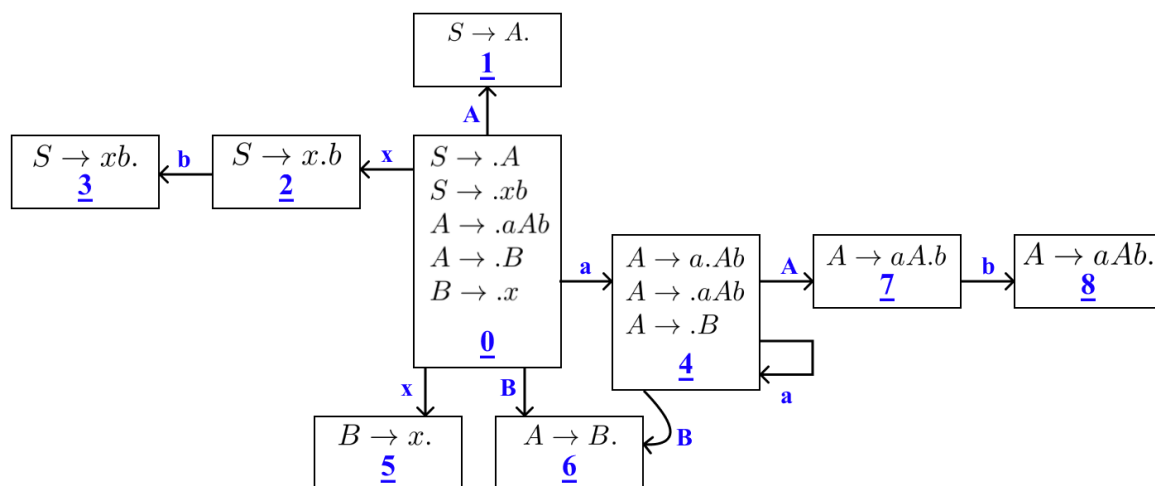 S → A.
1
A
S → xb.
3
b
S → x.b
2
x
S → .A
S → .xb
A → .aAb
A → .B
B → .x
0
a
A → a.Ab
A → .aAb
A → .B
4
A
A → aA.b
7
b
A → aAb.
8
a
x
B
B
B → x.
5
A → B.
6